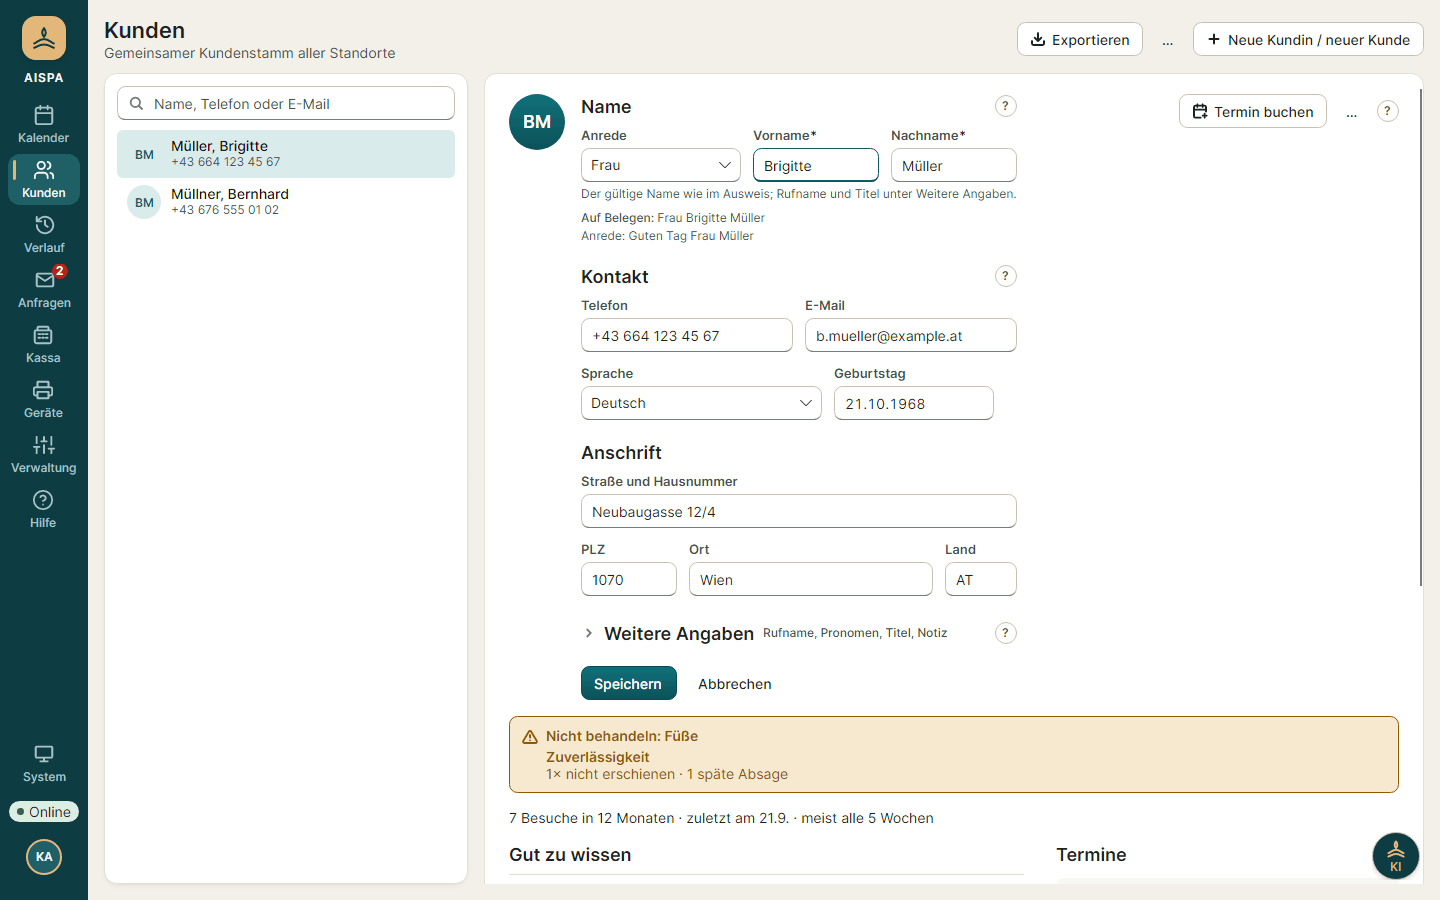 AISPA
Kalender
Kunden
Verlauf
2
Anfragen
Kassa
Geräte
Verwaltung
Hilfe
System
Online
KA
Kunden
Gemeinsamer Kundenstamm aller Standorte
Exportieren
...
Neue Kundin / neuer Kunde
Name, Telefon oder E-Mail
BM
Müller, Brigitte
+43 664 123 45 67
BM
Müllner, Bernhard
+43 676 555 01 02
BM
Name
?
Termin buchen
...
?
Anrede
Vorname*
Nachname*
Frau
Brigitte
Müller
Der gültige Name wie im Ausweis; Rufname und Titel unter Weitere Angaben.
Auf Belegen: Frau Brigitte Müller
Anrede: Guten Tag Frau Müller
Kontakt
?
Telefon
E-Mail
+43 664 123 45 67
b.mueller@example.at
Sprache
Geburtstag
Deutsch
21.10.1968
Anschrift
Straße und Hausnummer
Neubaugasse 12/4
PLZ
Ort
Land
1070
Wien
AT
Weitere Angaben
Rufname, Pronomen, Titel, Notiz
?
Speichern
Abbrechen
Nicht behandeln: Füße
Zuverlässigkeit
1× nicht erschienen · 1 späte Absage
7 Besuche in 12 Monaten · zuletzt am 21.9. · meist alle 5 Wochen
Gut zu wissen
Termine
KI